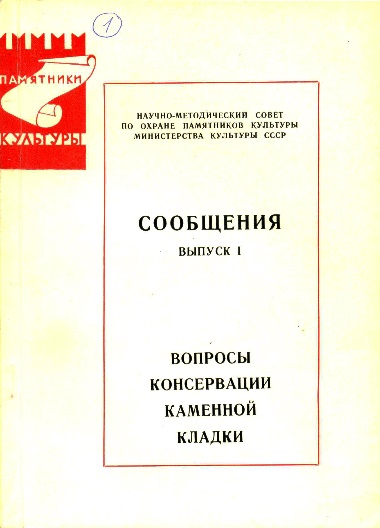 1
ПАМЯТНИКИ
КУЛЬТУРЫ
НАУЧНО-МЕТОДИЧЕСКИЙ СОВЕТ
ПО ОХРАНЕ ПАМЯТНИКОВ КУЛЬТУРЫ
МИНИСТЕРСТВА КУЛЬТУРЫ СССР
СООБЩЕНИЯ
ВЫПУСК I
ВОПРОСЫ
КОНСЕРВАЦИИ
КАМЕННОЙ
КЛАДКИ